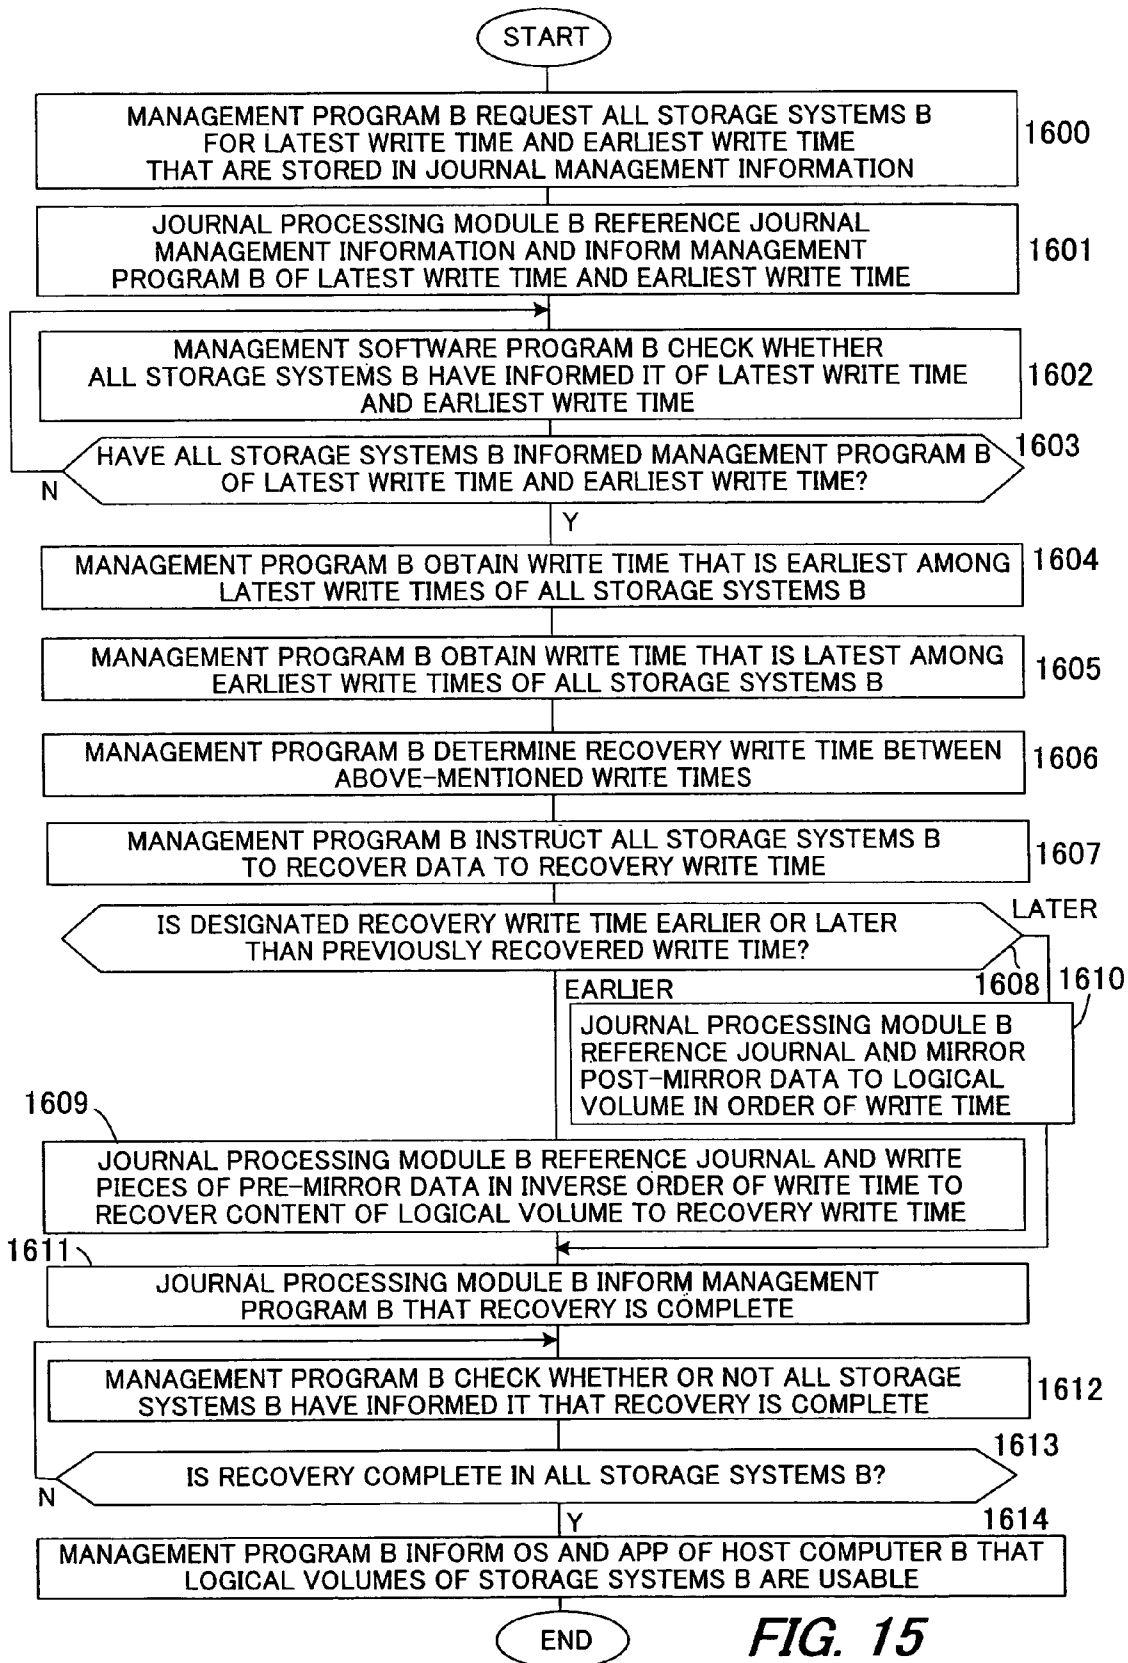 START
MANAGEMENT PROGRAM B REQUEST ALL STORAGE SYSTEMS B
FOR LATEST WRITE TIME AND EARLIEST WRITE TIME
THAT ARE STORED IN JOURNAL MANAGEMENT INFORMATION
1600
JOURNAL PROCESSING MODULE B REFERENCE JOURNAL
MANAGEMENT INFORMATION AND INFORM MANAGEMENT
PROGRAM B OF LATEST WRITE TIME AND EARLIEST WRITE TIME
1601
MANAGEMENT SOFTWARE PROGRAM B CHECK WHETHER
ALL STORAGE SYSTEMS B HAVE INFORMED IT OF LATEST WRITE TIME
AND EARLIEST WRITE TIME
1602
HAVE ALL STORAGE SYSTEMS B INFORMED MANAGEMENT PROGRAM B
OF LATEST WRITE TIME AND EARLIEST WRITE TIME?
1603
N
Y
MANAGEMENT PROGRAM B OBTAIN WRITE TIME THAT IS EARLIEST AMONG
LATEST WRITE TIMES OF ALL STORAGE SYSTEMS B
1604
MANAGEMENT PROGRAM B OBTAIN WRITE TIME THAT IS LATEST AMONG
EARLIEST WRITE TIMES OF ALL STORAGE SYSTEMS B
1605
MANAGEMENT PROGRAM B DETERMINE RECOVERY WRITE TIME BETWEEN
ABOVE-MENTIONED WRITE TIMES
1606
MANAGEMENT PROGRAM B INSTRUCT ALL STORAGE SYSTEMS B
TO RECOVER DATA TO RECOVERY WRITE TIME
1607
IS DESIGNATED RECOVERY WRITE TIME EARLIER OR LATER
THAN PREVIOUSLY RECOVERED WRITE TIME?
LATER
1608
1610
EARLIER
JOURNAL PROCESSING MODULE B
REFERENCE JOURNAL AND MIRROR
POST-MIRROR DATA TO LOGICAL
VOLUME IN ORDER OF WRITE TIME
1609
JOURNAL PROCESSING MODULE B REFERENCE JOURNAL AND WRITE
PIECES OF PRE-MIRROR DATA IN INVERSE ORDER OF WRITE TIME TO
RECOVER CONTENT OF LOGICAL VOLUME TO RECOVERY WRITE TIME
1611
JOURNAL PROCESSING MODULE B INFORM MANAGEMENT
PROGRAM B THAT RECOVERY IS COMPLETE
MANAGEMENT PROGRAM B CHECK WHETHER OR NOT ALL STORAGE
SYSTEMS B HAVE INFORMED IT THAT RECOVERY IS COMPLETE
1612
1613
IS RECOVERY COMPLETE IN ALL STORAGE SYSTEMS B?
N
Y
1614
MANAGEMENT PROGRAM B INFORM OS AND APP OF HOST COMPUTER B THAT
LOGICAL VOLUMES OF STORAGE SYSTEMS B ARE USABLE
END
FIG. 15